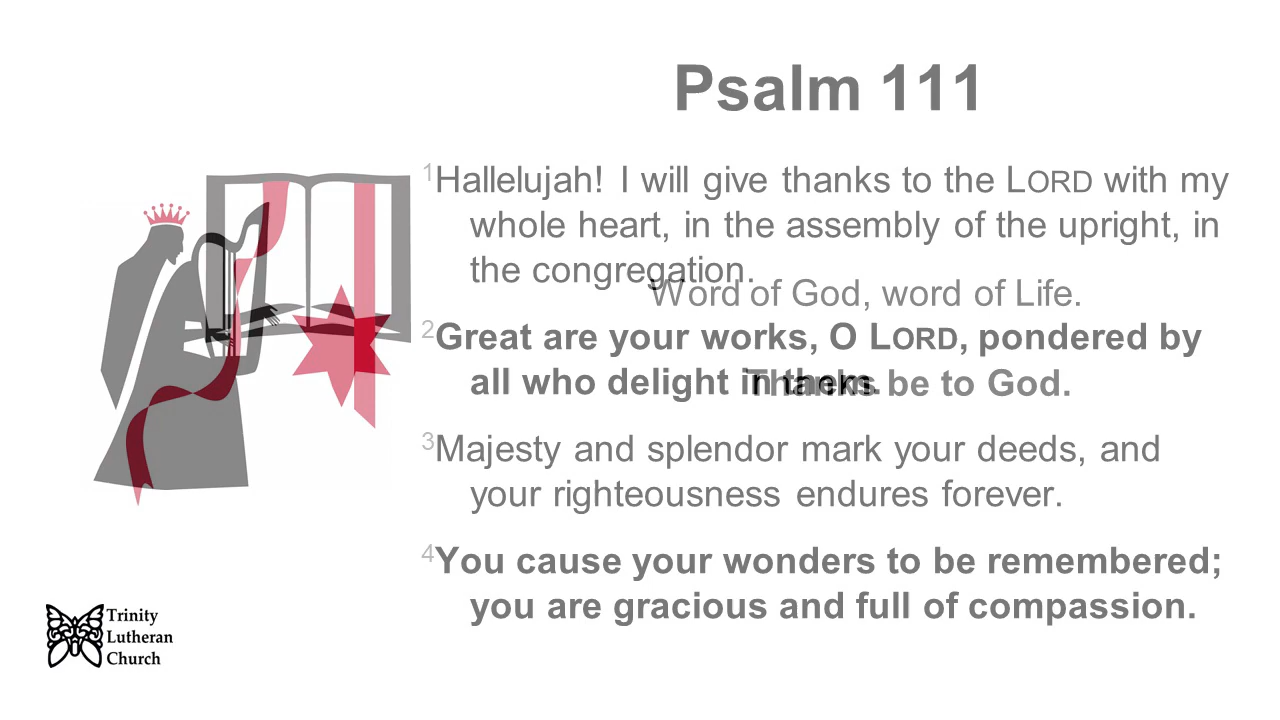 Psalm 111
1Hallelujah! I will give thanks to the LORD with my
whole heart, in the assembly of the upright, in
the congregation.
Word of God, word of Life.
2Great are your works, O LORD, pondered by
all who delight in them.
Thanks be to God.
3Majesty and splendor mark your deeds, and
your righteousness endures forever.
4You cause your wonders to be remembered;
you are gracious and full of compassion.
Trinity
Lutheran
Church